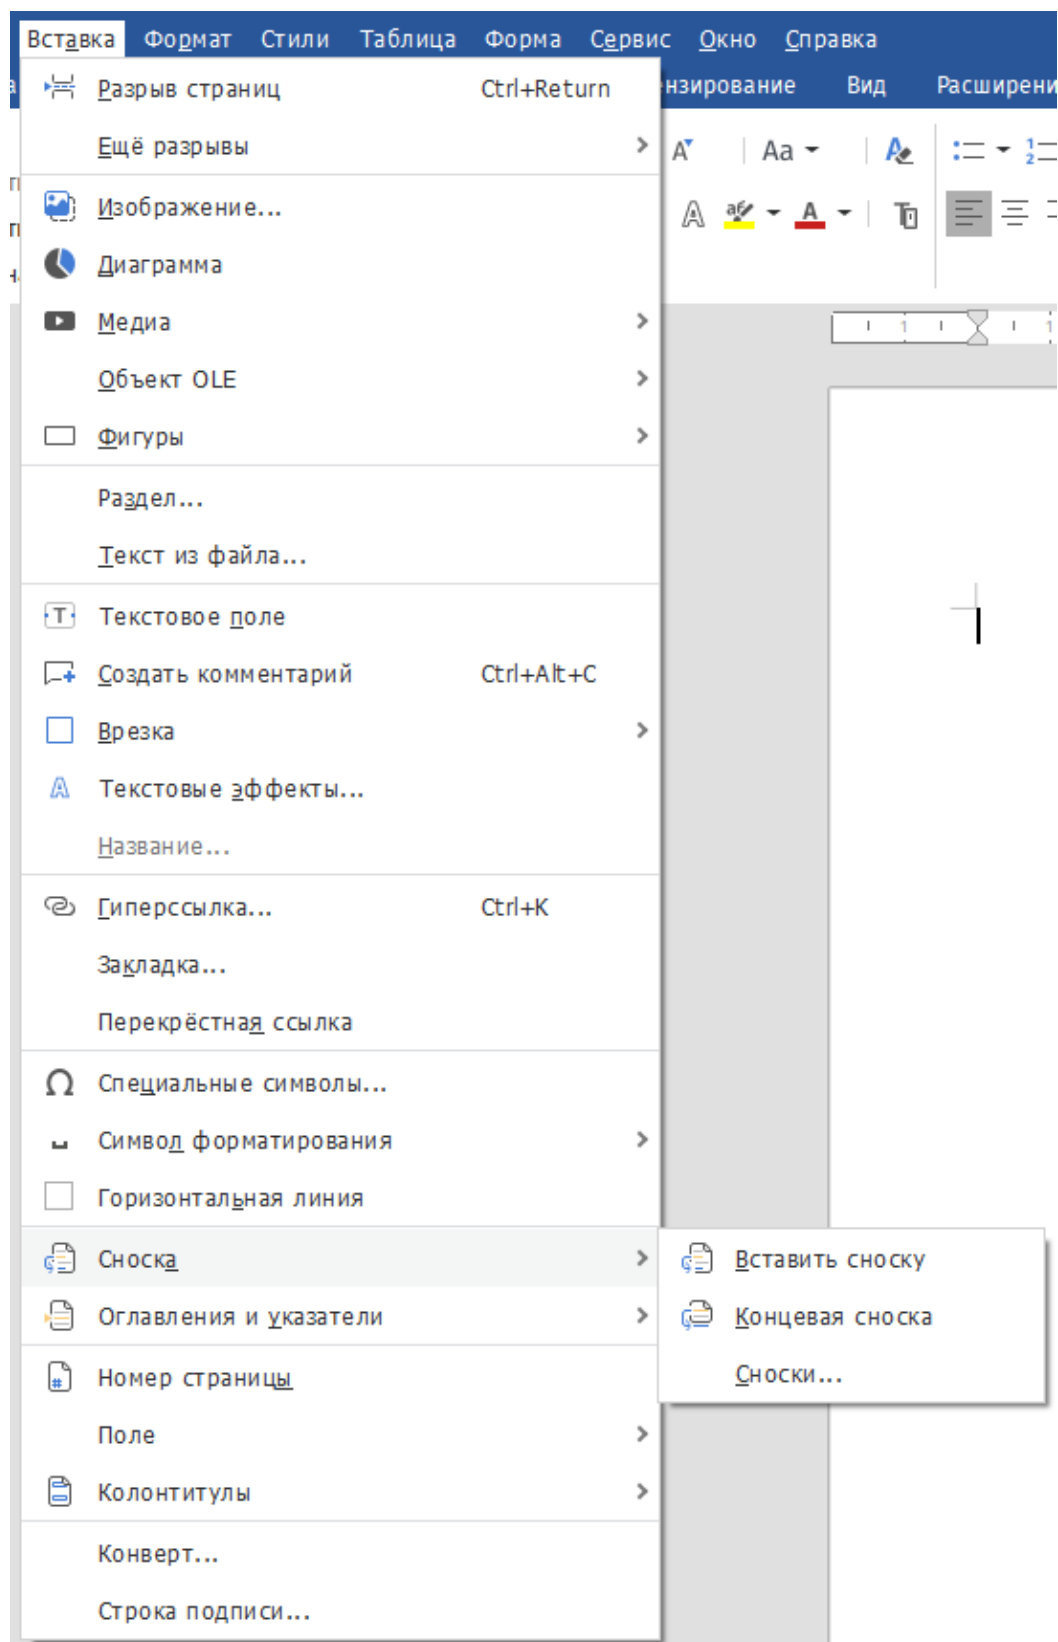 Вставка Формат Стили Таблица Форма Сервис Окно Справка
Вид Расширени
Разрыв страниц Ctrl+Return
Ещё разрывы
Изображение...
Диаграмма
Медиа
Объект OLE
Фигуры
Раздел...
Текст из файла...
Текстовое поле
Создать комментарий Ctrl+Alt+C
Врезка
Текстовые эффекты...
Название...
Гиперссылка... Ctrl+K
Закладка...
Перекрёстная ссылка
Специальные символы...
Символ форматирования
Горизонтальная линия
Сноска
Вставить сноску
Оглавления и указатели
Концевая сноска
Сноски...
Номер страницы
Поле
Колонтитулы
Конверт...
Строка подписи...